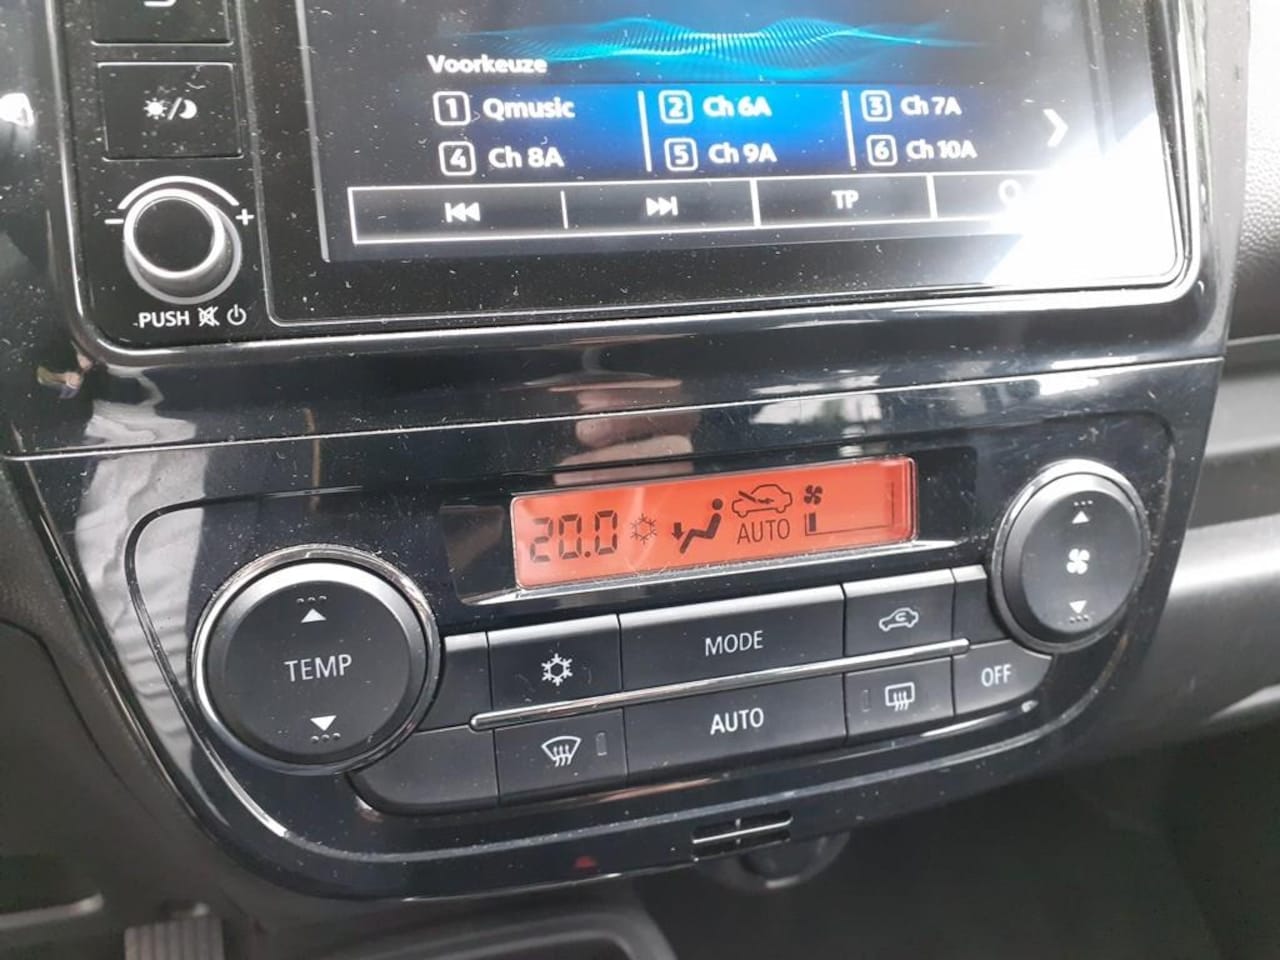 Voorkeuze
1 Qmusic 2 Ch 6A 3 Ch 7A
4 Ch 8A 5 Ch 9A 6 Ch 10A
TP
- +
PUSH
20.0 AUTO
TEMP
MODE
AUTO
OFF